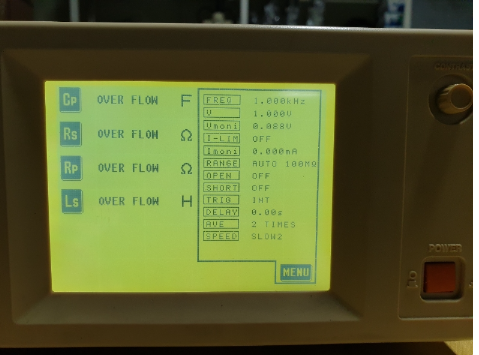 Cp OVER FLOW F
Rs OVER FLOW Ω
Rp OVER FLOW Ω
Ls OVER FLOW H
FREQ 1.000kHz
V 1.000V
Vmoni 0.088V
I-LIM OFF
Imoni 0.000mA
RANGE AUTO 100MΩ
OPEN OFF
SHORT OFF
TRIG INT
DELAY 0.00s
AVE 2 TIMES
SPEED SLOW2
MENU
POWER